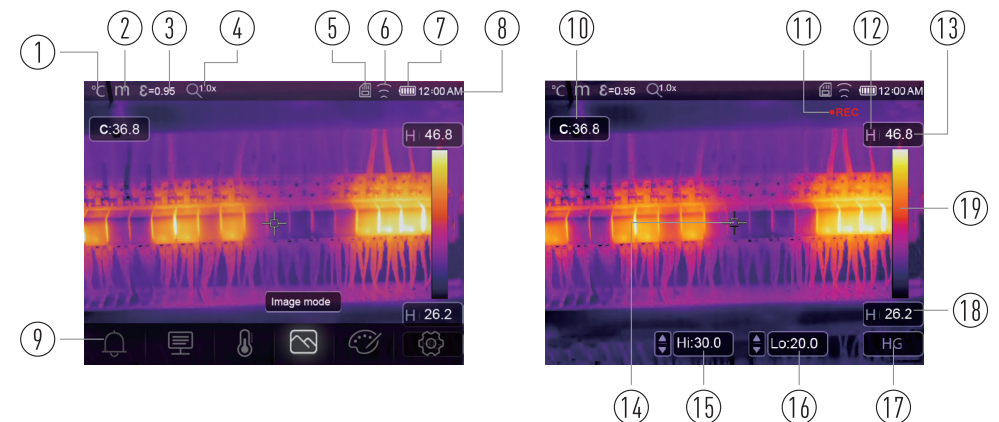 1 2 3 4 5 6 7 8
°C m Ɛ=0.95 1.0x 12:00 AM
C:36.8
H 46.8
Image mode
H 26.2
9
10 11 12 13
°C m Ɛ=0.95 1.0x 12:00 AM
•REC
C:36.8
H 46.8
19
H 26.2
18
Hi:30.0 Lo:20.0 HG
14 15 16 17